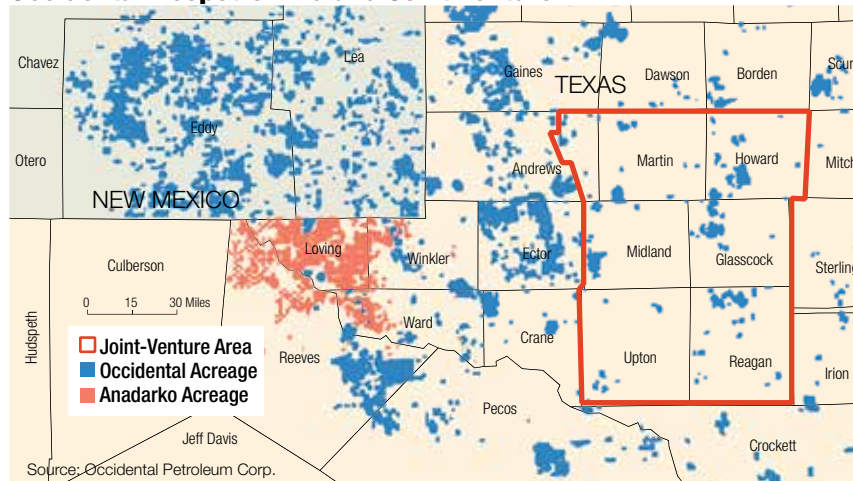 Chavez
Lea
Gaines
TEXAS
Dawson
Borden
Eddy
Otero
Andrews
Martin
Howard
NEW MEXICO
Culberson
Loving
Winkler
Ector
Midland
Glasscock
0 15 30 Miles
Hudspeth
Ward
Crane
Upton
Reagan
Irion
Joint-Venture Area
Occidental Acreage
Anadarko Acreage
Reeves
Pecos
Jeff Davis
Crockett
Source: Occidental Petroleum Corp.